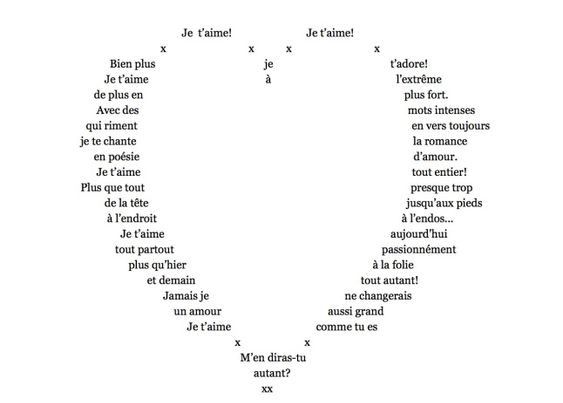 Je t'aime! Je t'aime!
x x x x
Bien plus je t'adore!
Je t'aime à l'extrême
de plus en plus fort.
Avec des mots intenses
qui riment en vers toujours
je te chante la romance
en poésie d'amour.
Je t'aime tout entier!
Plus que tout presque trop
de la tête jusqu'aux pieds
à l'endroit à l'endos...
Je t'aime aujourd'hui
tout partout passionnément
plus qu'hier à la folie
et demain tout autant!
Jamais je ne changerais
un amour aussi grand
Je t'aime comme tu es
x x
M'en diras-tu
autant?
xx